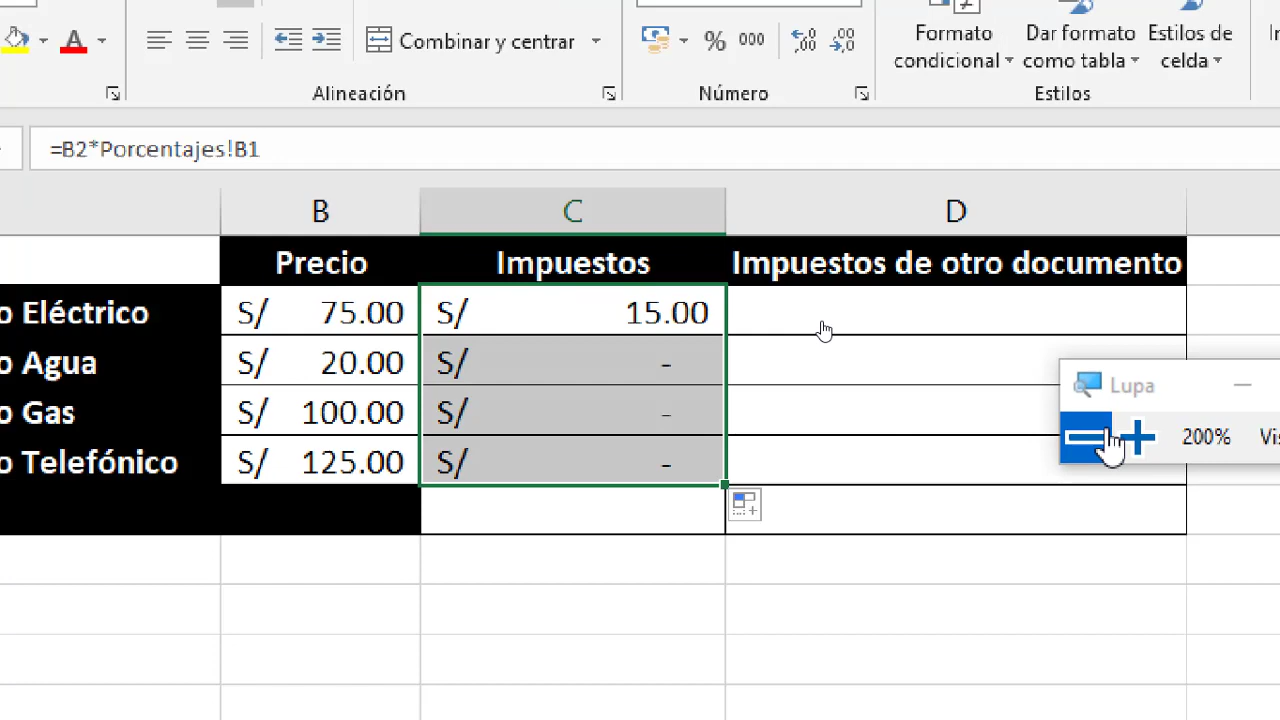 A
Combinar y centrar
% 000
Formato condicional
Dar formato como tabla
Estilos de celda
Alineación
Número
Estilos
=B2*Porcentajes!B1
B C D
Precio Impuestos Impuestos de otro documento
o Eléctrico S/ 75.00 S/ 15.00
o Agua S/ 20.00 S/ -
o Gas S/ 100.00 S/ -
o Telefónico S/ 125.00 S/ -
Lupa
200% Vis